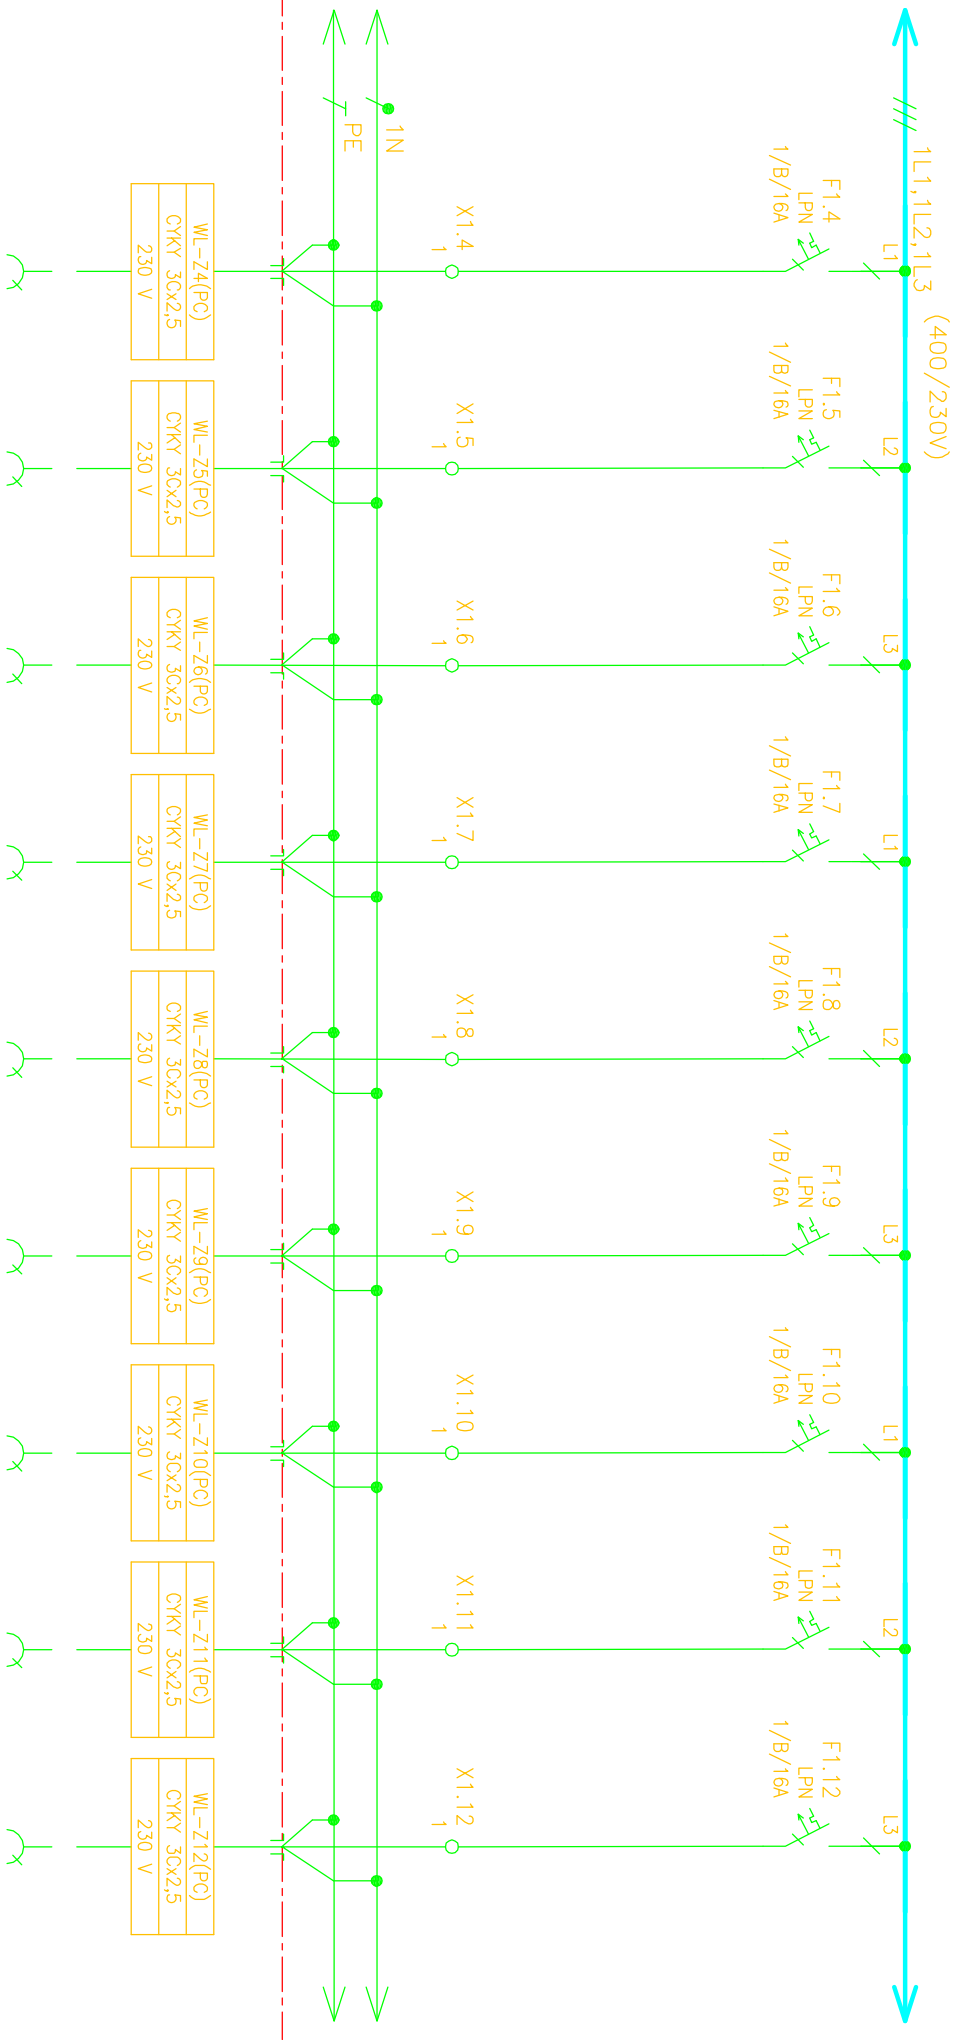 1L1,1L2,1L3 (400/230V)
1N
PE
L1
F1.4
LPN
1/B/16A
X1.4
1
WL-Z4(PC)
CYKY 3Cx2,5
230 V
L2
F1.5
LPN
1/B/16A
X1.5
1
WL-Z5(PC)
CYKY 3Cx2,5
230 V
L3
F1.6
LPN
1/B/16A
X1.6
1
WL-Z6(PC)
CYKY 3Cx2,5
230 V
L1
F1.7
LPN
1/B/16A
X1.7
1
WL-Z7(PC)
CYKY 3Cx2,5
230 V
L2
F1.8
LPN
1/B/16A
X1.8
1
WL-Z8(PC)
CYKY 3Cx2,5
230 V
L3
F1.9
LPN
1/B/16A
X1.9
1
WL-Z9(PC)
CYKY 3Cx2,5
230 V
L1
F1.10
LPN
1/B/16A
X1.10
1
WL-Z10(PC)
CYKY 3Cx2,5
230 V
L2
F1.11
LPN
1/B/16A
X1.11
1
WL-Z11(PC)
CYKY 3Cx2,5
230 V
L3
F1.12
LPN
1/B/16A
X1.12
1
WL-Z12(PC)
CYKY 3Cx2,5
230 V